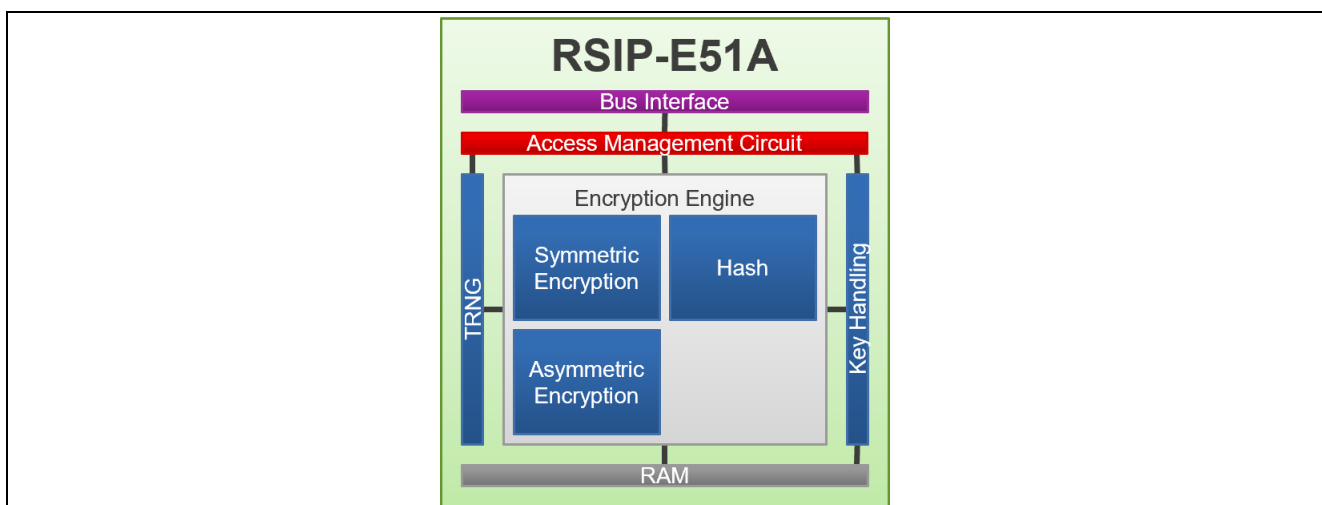 RSIP-E51A
Bus Interface
Access Management Circuit
TRNG
Encryption Engine
Symmetric
Encryption
Hash
Asymmetric
Encryption
Key Handling
RAM